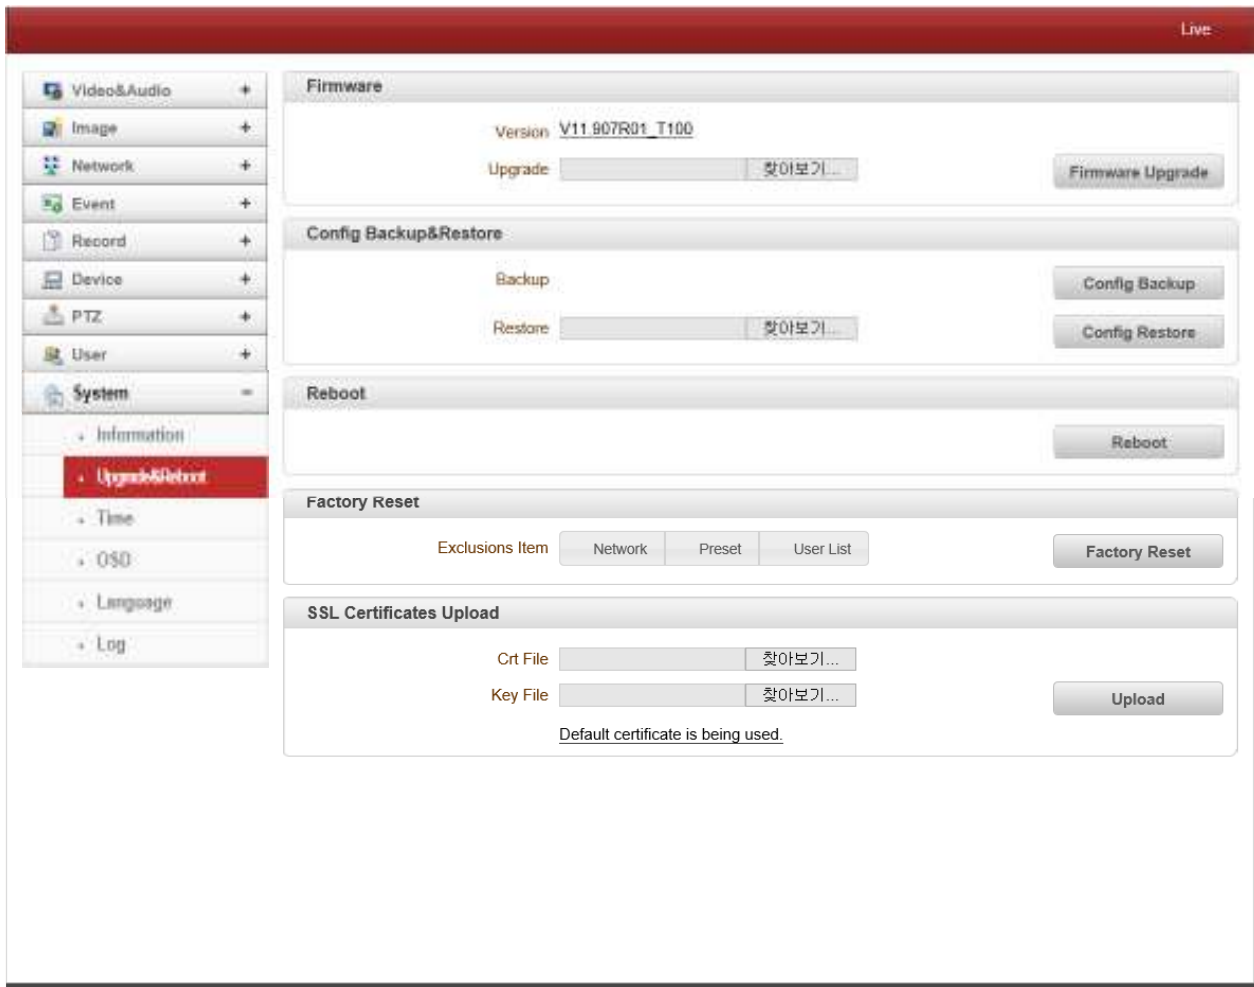 Live
Video&Audio +
Image +
Network +
Event +
Record +
Device +
PTZ +
User +
System -
Information
Upgrade&Reboot
Time
OSD
Language
Log
Firmware
Version V11.907R01_T100
Upgrade 찾아보기...
Firmware Upgrade
Config Backup&Restore
Backup
Config Backup
Restore 찾아보기...
Config Restore
Reboot
Reboot
Factory Reset
Exclusions Item Network Preset User List
Factory Reset
SSL Certificates Upload
Crt File 찾아보기...
Key File 찾아보기...
Upload
Default certificate is being used.